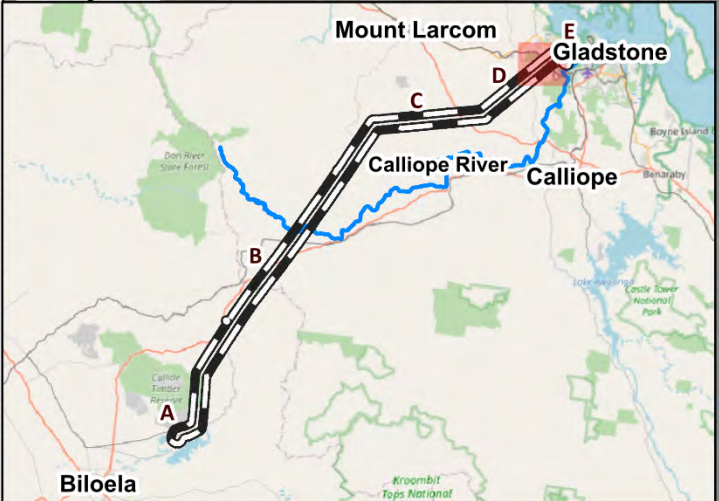 Mount Larcom
E
Gladstone
D
C
Don River
State Forest
Boyne Island
Calliope River
Calliope
Benaraby
B
Lake Awoonga
Castle Tower
National
Park
Callide
Timber
Reserve
A
Biloela
Kroombit
Tops National